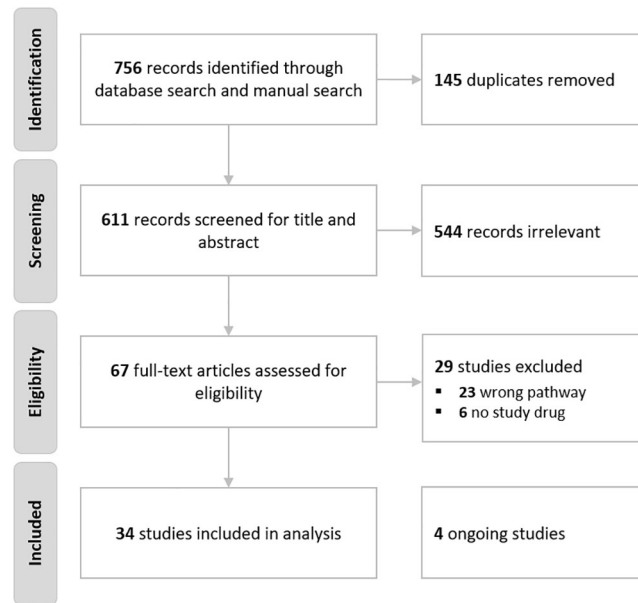 Identification
756 records identified through
database search and manual search
145 duplicates removed
Screening
611 records screened for title and
abstract
544 records irrelevant
Eligibility
67 full-text articles assessed for
eligibility
29 studies excluded
▪ 23 wrong pathway
▪ 6 no study drug
Included
34 studies included in analysis
4 ongoing studies